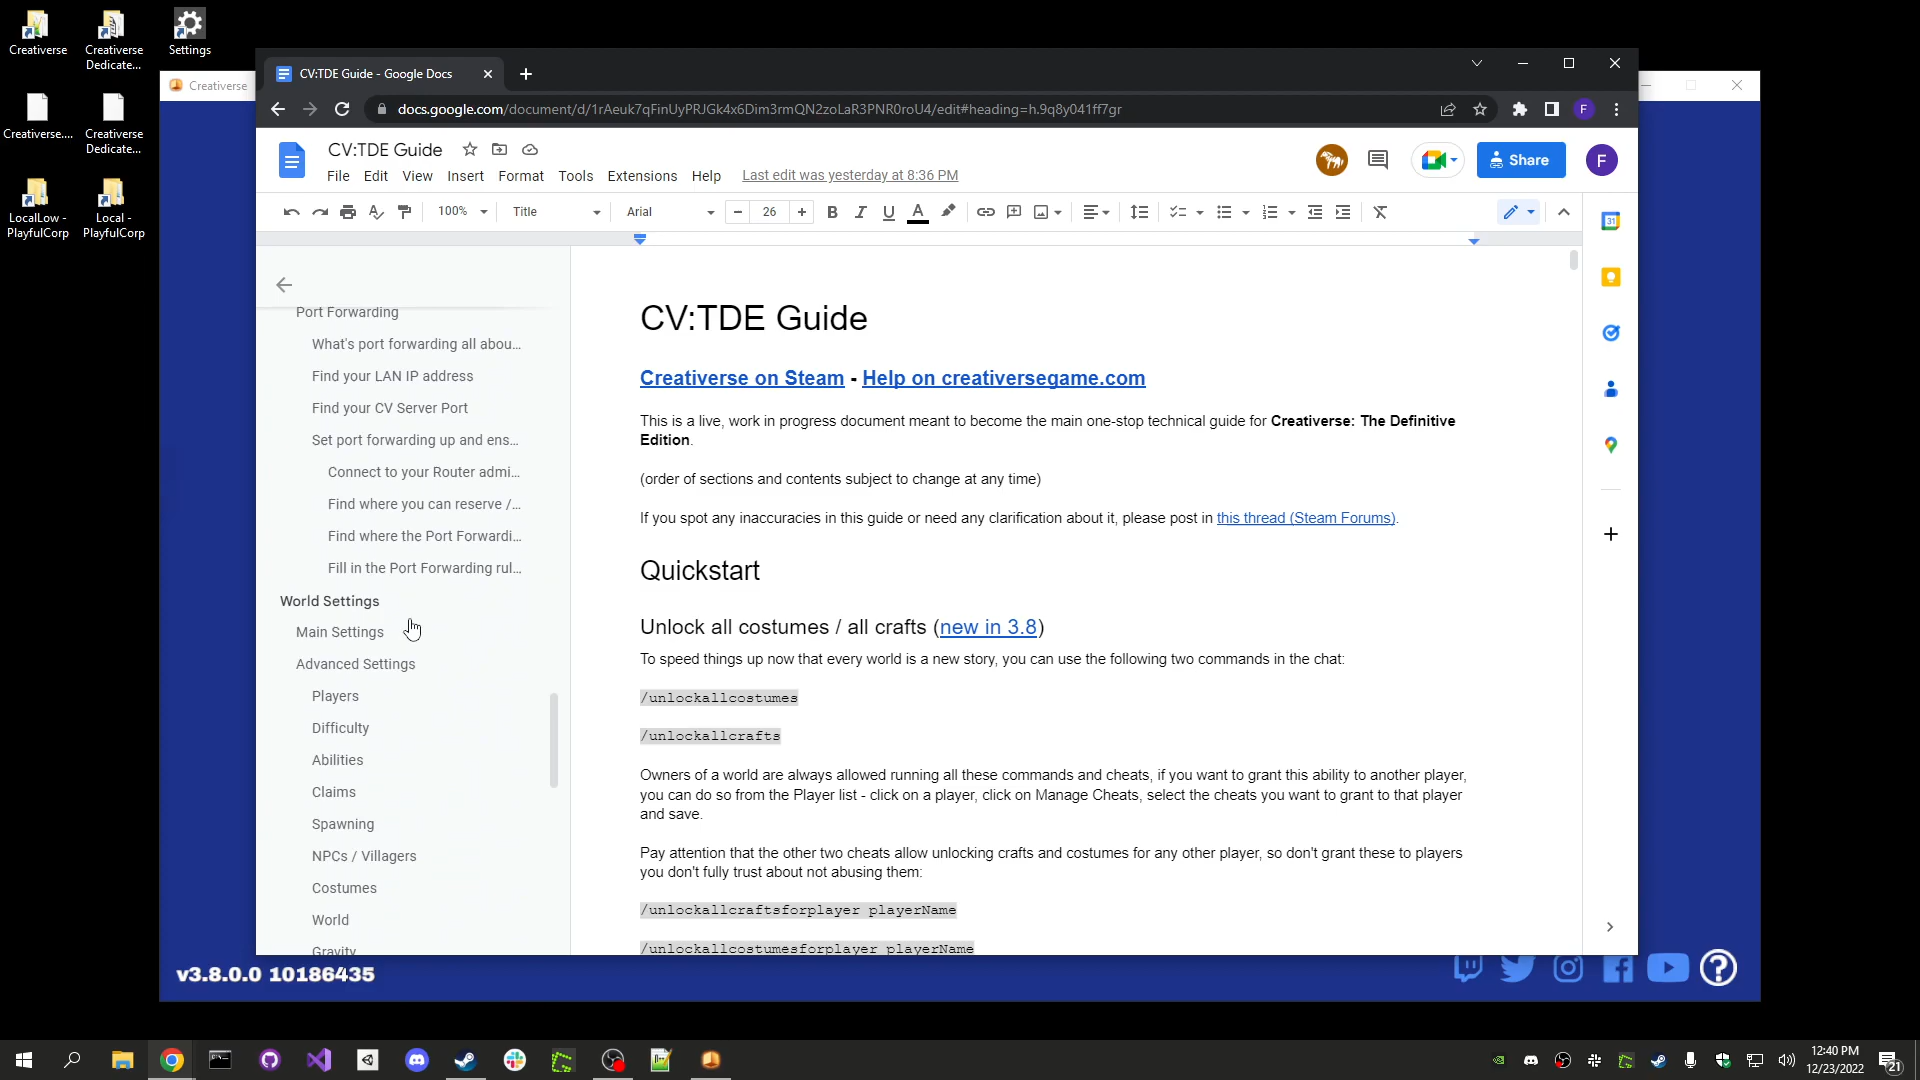 Creativerse
Creativerse
Dedicate...
Settings
Creativerse....
Creativerse
Dedicate...
LocalLow -
PlayfulCorp
Local -
PlayfulCorp
Creativerse
CV:TDE Guide - Google Docs
docs.google.com/document/d/1rAeuk7qFinUyPRJGk4x6Dim3rmQN2zoLaR3PNR0roU4/edit#heading=h.9q8y041ff7gr
F
CV:TDE Guide
Share
F
File Edit View Insert Format Tools Extensions Help Last edit was yesterday at 8:36 PM
100% Title Arial 26
31
Port Forwarding
What's port forwarding all abou...
Find your LAN IP address
Find your CV Server Port
Set port forwarding up and ens...
Connect to your Router admi...
Find where you can reserve /...
Find where the Port Forwardi...
Fill in the Port Forwarding rul...
World Settings
Main Settings
Advanced Settings
Players
Difficulty
Abilities
Claims
Spawning
NPCs / Villagers
Costumes
World
Gravity
CV:TDE Guide
Creativerse on Steam - Help on creativersegame.com
This is a live, work in progress document meant to become the main one-stop technical guide for Creativerse: The Definitive
Edition.
(order of sections and contents subject to change at any time)
If you spot any inaccuracies in this guide or need any clarification about it, please post in this thread (Steam Forums).
Quickstart
Unlock all costumes / all crafts (new in 3.8)
To speed things up now that every world is a new story, you can use the following two commands in the chat:
/unlockallcostumes
/unlockallcrafts
Owners of a world are always allowed running all these commands and cheats, if you want to grant this ability to another player,
you can do so from the Player list - click on a player, click on Manage Cheats, select the cheats you want to grant to that player
and save.
Pay attention that the other two cheats allow unlocking crafts and costumes for any other player, so don't grant these to players
you don't fully trust about not abusing them:
/unlockallcraftsforplayer playerName
/unlockallcostumesforplayer playerName
v3.8.0.0 10186435
12:40 PM
12/23/2022
21